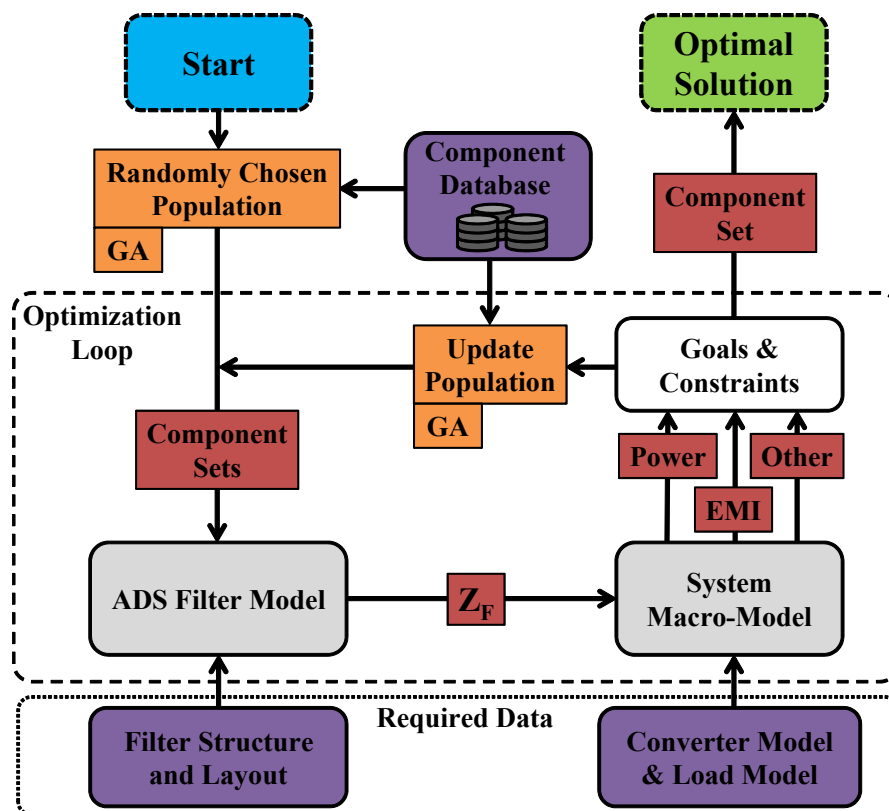 Start
Optimal
Solution
Randomly Chosen
Population
GA
Component
Database
Component
Set
Optimization
Loop
Update
Population
GA
Goals &
Constraints
Component
Sets
Power
Other
EMI
ADS Filter Model
Z_F
System
Macro-Model
Required Data
Filter Structure
and Layout
Converter Model
& Load Model